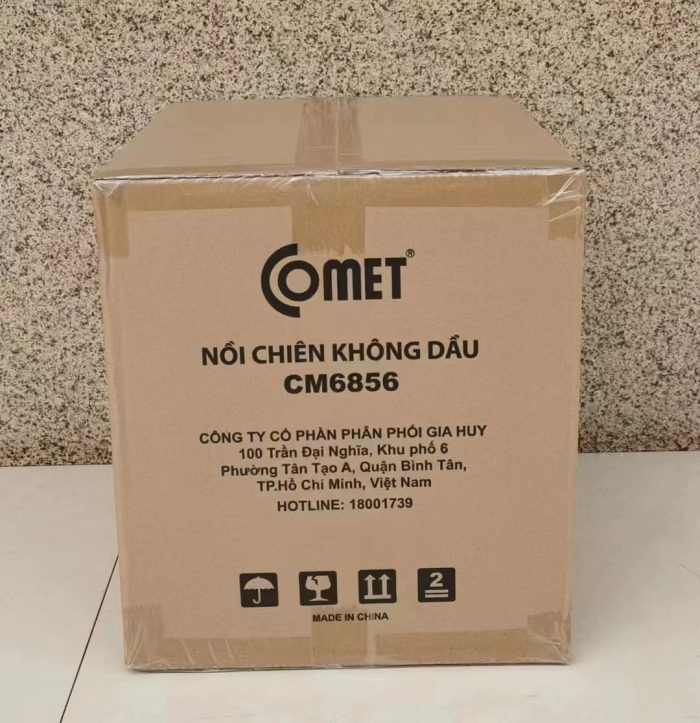 COMET®
NỒI CHIÊN KHÔNG DẦU
CM6856
CÔNG TY CỔ PHẦN PHÂN PHỐI GIA HUY
100 Trần Đại Nghĩa, Khu phố 6
Phường Tân Tạo A, Quận Bình Tân,
TP.Hồ Chí Minh, Việt Nam
HOTLINE: 18001739
2
MADE IN CHINA